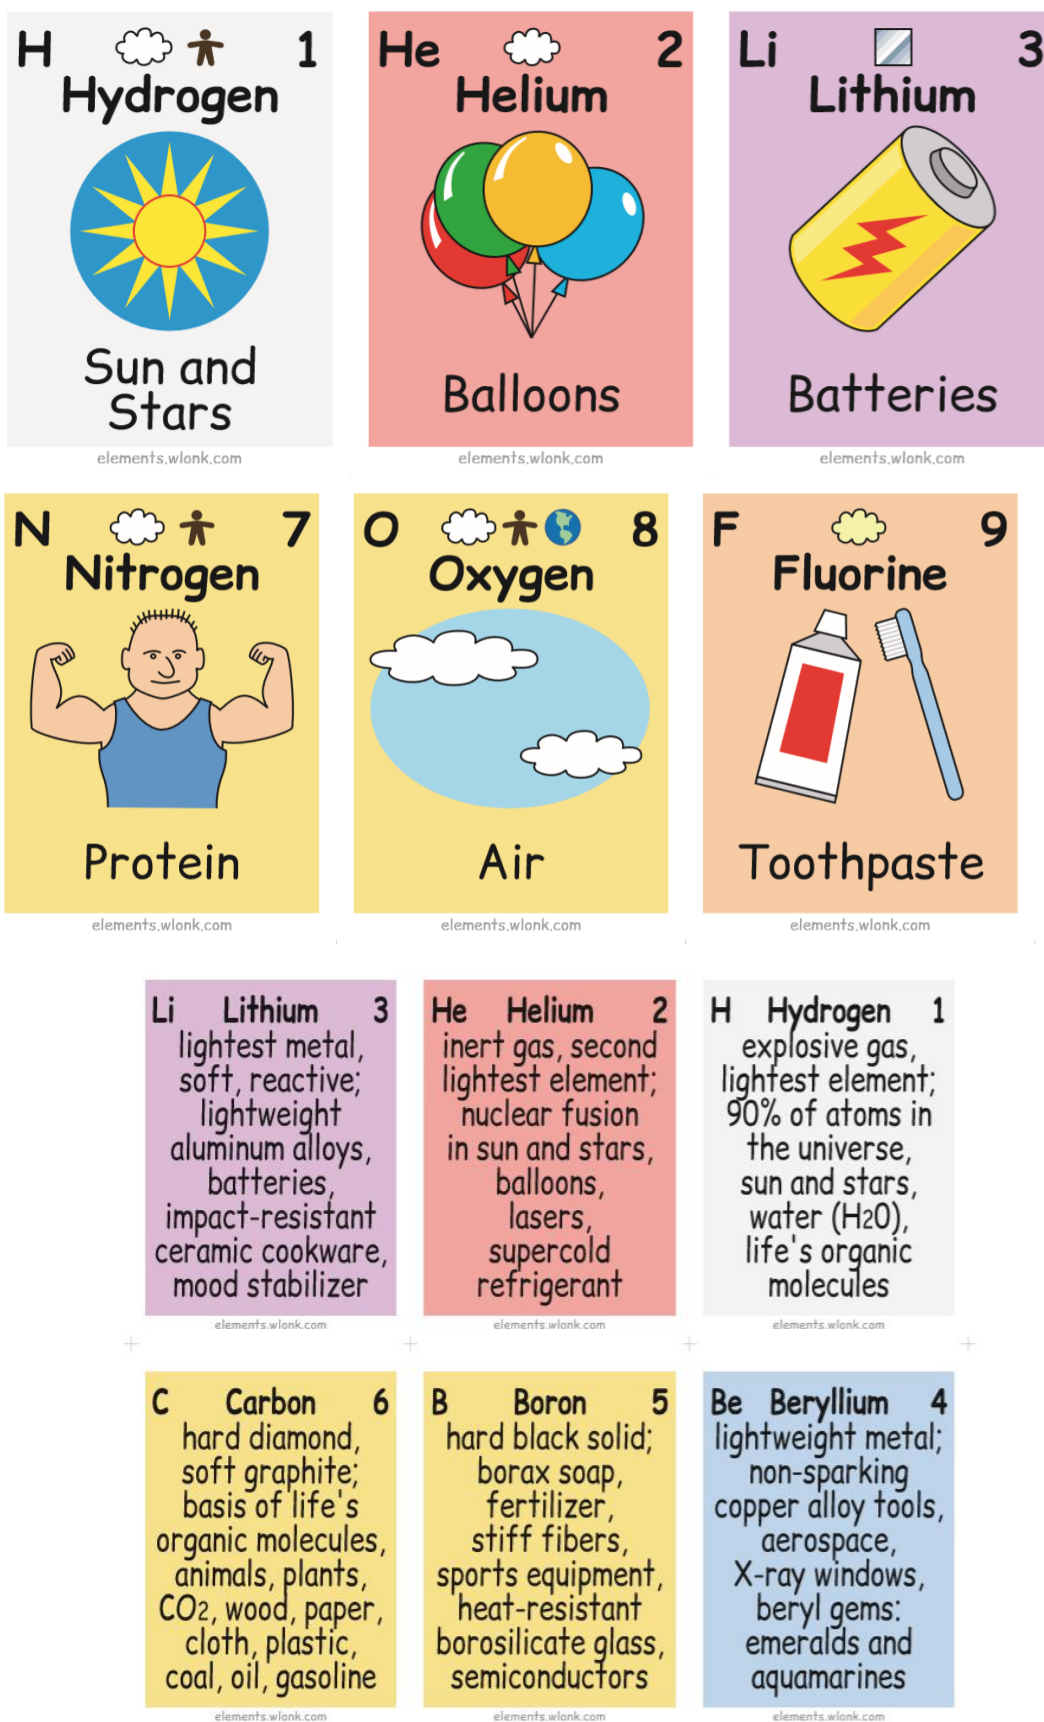 H 1
Hydrogen
Sun and
Stars
elements.wlonk.com
He 2
Helium
Balloons
elements.wlonk.com
Li 3
Lithium
Batteries
elements.wlonk.com
N 7
Nitrogen
Protein
elements.wlonk.com
O 8
Oxygen
Air
elements.wlonk.com
F 9
Fluorine
Toothpaste
elements.wlonk.com
Li Lithium 3
lightest metal,
soft, reactive;
lightweight
aluminum alloys,
batteries,
impact-resistant
ceramic cookware,
mood stabilizer
elements.wlonk.com
He Helium 2
inert gas, second
lightest element;
nuclear fusion
in sun and stars,
balloons,
lasers,
supercold
refrigerant
elements.wlonk.com
H Hydrogen 1
explosive gas,
lightest element;
90% of atoms in
the universe,
sun and stars,
water (H2O),
life's organic
molecules
elements.wlonk.com
C Carbon 6
hard diamond,
soft graphite;
basis of life's
organic molecules,
animals, plants,
CO2, wood, paper,
cloth, plastic,
coal, oil, gasoline
elements.wlonk.com
B Boron 5
hard black solid;
borax soap,
fertilizer,
stiff fibers,
sports equipment,
heat-resistant
borosilicate glass,
semiconductors
elements.wlonk.com
Be Beryllium 4
lightweight metal;
non-sparking
copper alloy tools,
aerospace,
X-ray windows,
beryl gems:
emeralds and
aquamarines
elements.wlonk.com